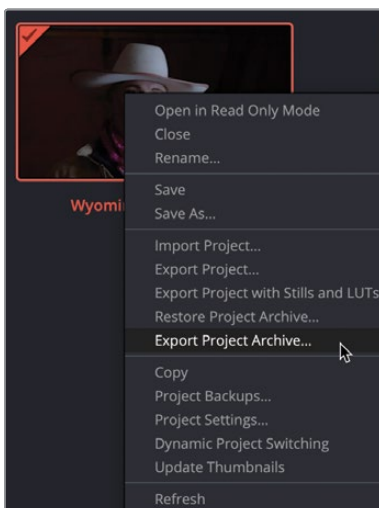 Open in Read Only Mode
Close
Rename...
Wyomin
Save
Save As...
Import Project...
Export Project...
Export Project with Stills and LUTs
Restore Project Archive...
Export Project Archive...
Copy
Project Backups...
Project Settings...
Dynamic Project Switching
Update Thumbnails
Refresh